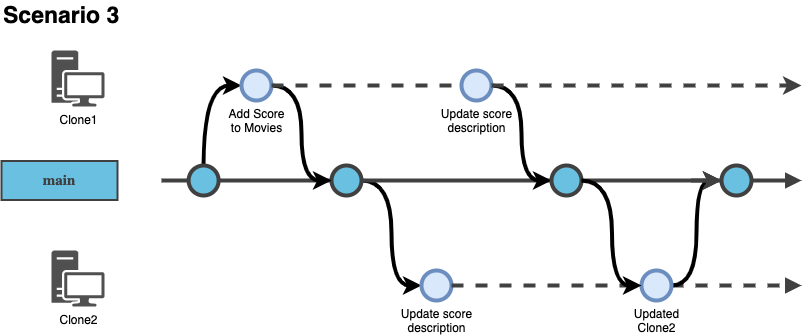 Scenario 3
Clone1
Add Score
to Movies
Update score
description
main
Clone2
Update score
description
Updated
Clone2